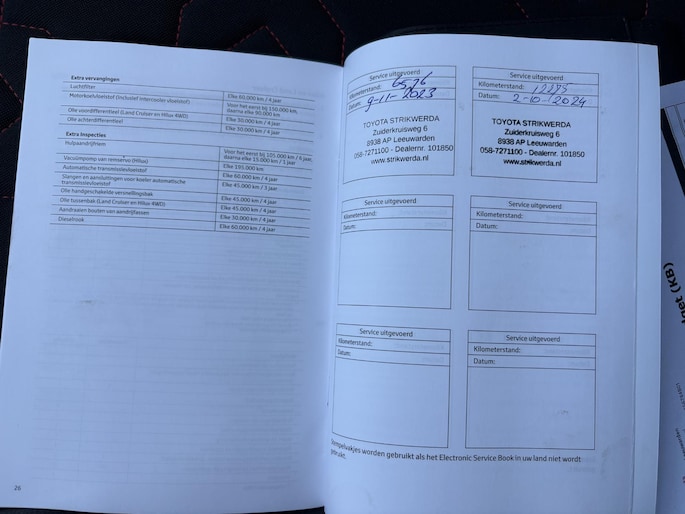 Extra vervangingen
Luchtfilter Elke 60.000 km / 4 jaar
Motorkoelvloeistof (inclusief intercooler vloeistof) Voor het eerst bij 150.000 km,
daarna elke 90.000 km
Olie voordifferentieel (Land Cruiser en Hilux 4WD) Elke 30.000 km / 4 jaar
Olie achterdifferentieel Elke 30.000 km / 4 jaar
Extra Inspecties
Hulpaandrijfriem Voor het eerst bij 105.000 km / 6 jaar,
daarna elke 15.000 km / 1 jaar
Vacuümpomp van remservo (Hilux) Elke 195.000 km
Automatische transmissievloeistof Elke 60.000 km / 4 jaar
Slangen en aansluitingen voor koeler automatische
transmissievloeistof Elke 45.000 km / 3 jaar
Olie handgeschakelde versnellingsbak Elke 45.000 km / 4 jaar
Olie tussenbak (Land Cruiser en Hilux 4WD) Elke 45.000 km / 4 jaar
Aandraaien bouten van aandrijfassen Elke 30.000 km / 4 jaar
Dieselrook Elke 60.000 km / 4 jaar
26
Service uitgevoerd
Kilometerstand: 6576
Datum: 9-11-2023
TOYOTA STRIKWERDA
Zuiderkruisweg 6
8938 AP Leeuwarden
058-7271100 - Dealernr. 101850
www.strikwerda.nl
Service uitgevoerd
Kilometerstand: 12295
Datum: 2-10-2024
TOYOTA STRIKWERDA
Zuiderkruisweg 6
8938 AP Leeuwarden
058-7271100 - Dealernr. 101850
www.strikwerda.nl
Service uitgevoerd
Kilometerstand:
Datum:
Service uitgevoerd
Kilometerstand:
Datum:
Service uitgevoerd
Kilometerstand:
Datum:
Service uitgevoerd
Kilometerstand:
Datum:
worden gebruikt als het Electronic Service Book in uw land niet wordt
gebruikt.
(KB)